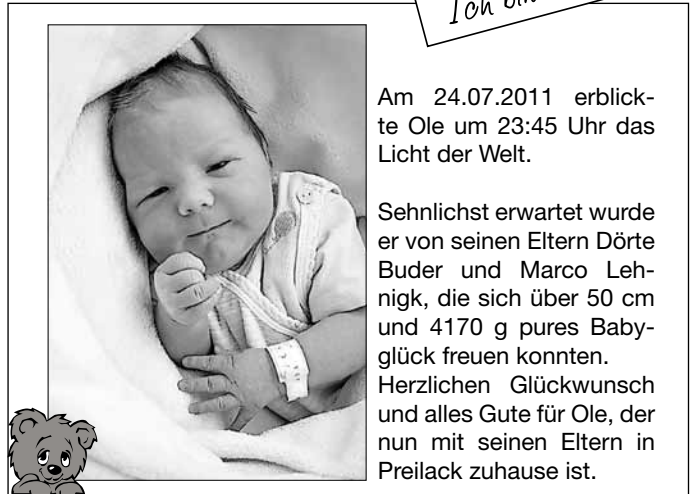 Ich bin
Am 24.07.2011 erblick-
te Ole um 23:45 Uhr das
Licht der Welt.
Sehnlichst erwartet wurde
er von seinen Eltern Dörte
Buder und Marco Leh-
nigk, die sich über 50 cm
und 4170 g pures Baby-
glück freuen konnten.
Herzlichen Glückwunsch
und alles Gute für Ole, der
nun mit seinen Eltern in
Preilack zuhause ist.